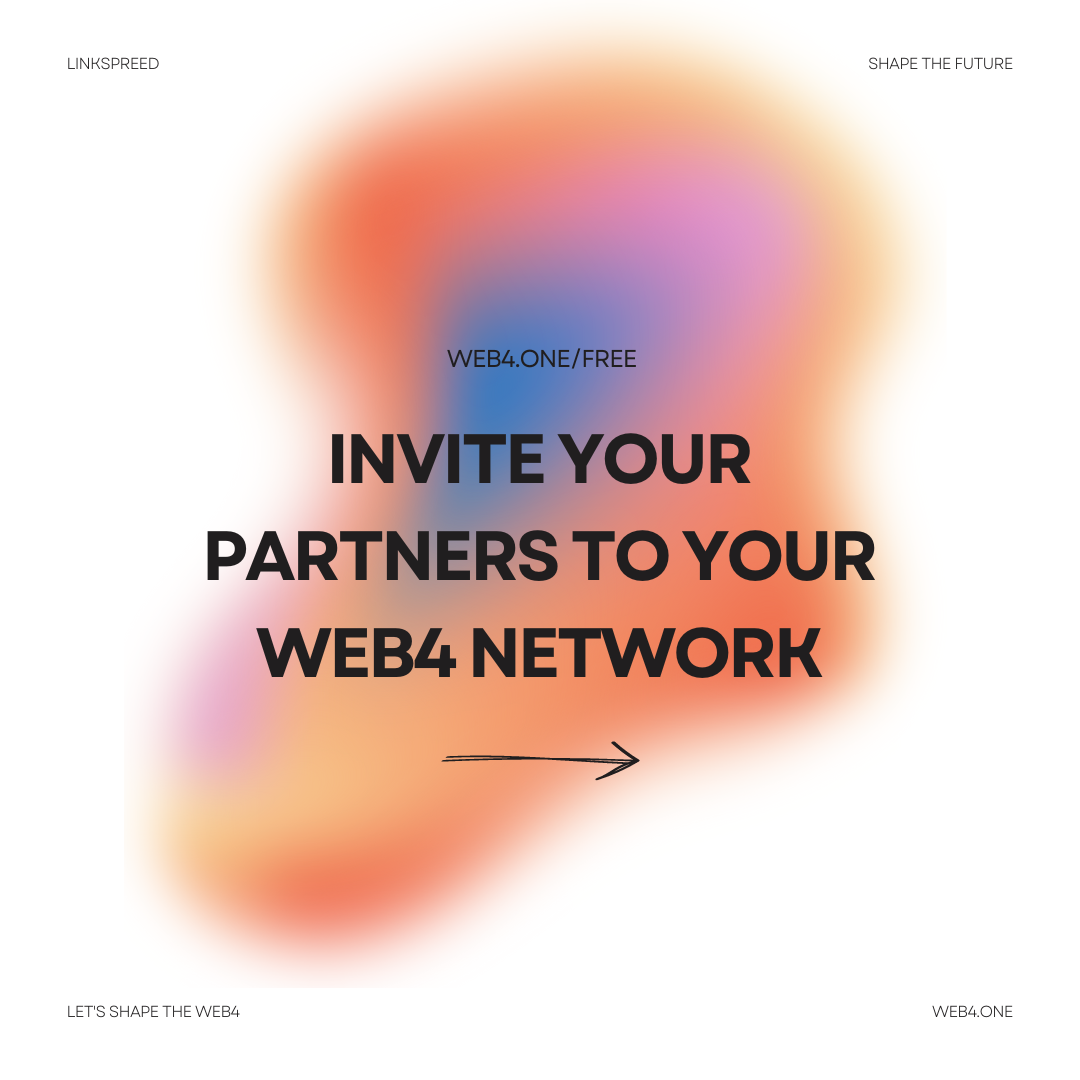 LINKSPREED
SHAPE THE FUTURE
WEB4.ONE/FREE
INVITE YOUR
PARTNERS TO YOUR
WEB4 NETWORK
LET'S SHAPE THE WEB4
WEB4.ONE